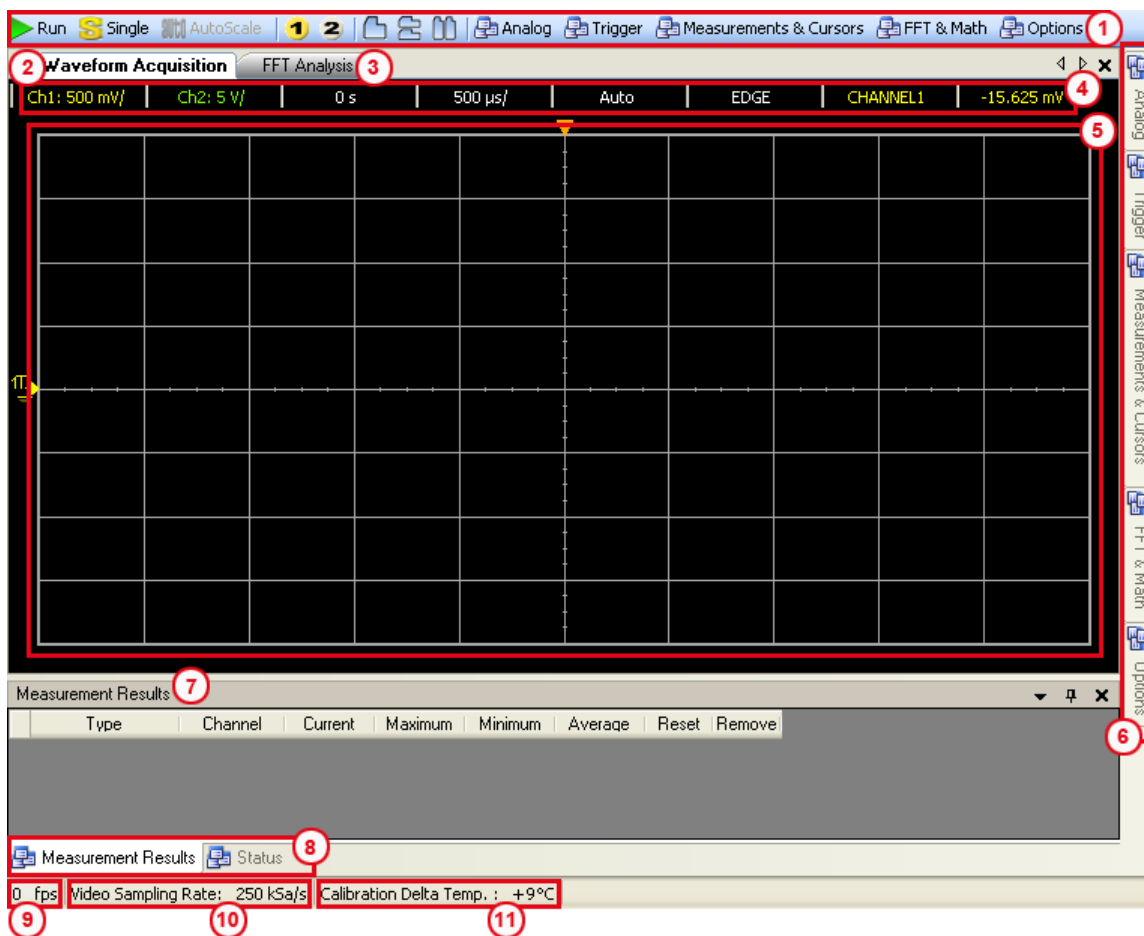 Run Single AutoScale 1 2 Analog Trigger Measurements & Cursors FFT & Math Options 1
2 Waveform Acquisition FFT Analysis 3
Ch1: 500 mV/ Ch2: 5 V/ 0 s 500 µs/ Auto EDGE CHANNEL1 -15.625 mV 4
5
1T
Analog
Trigger
Measurements & Cursors
FFT & Math
Options
6
Measurement Results 7
Type Channel Current Maximum Minimum Average Reset Remove
Measurement Results Status 8
0 fps Video Sampling Rate: 250 kSa/s Calibration Delta Temp. : +9°C
9 10 11